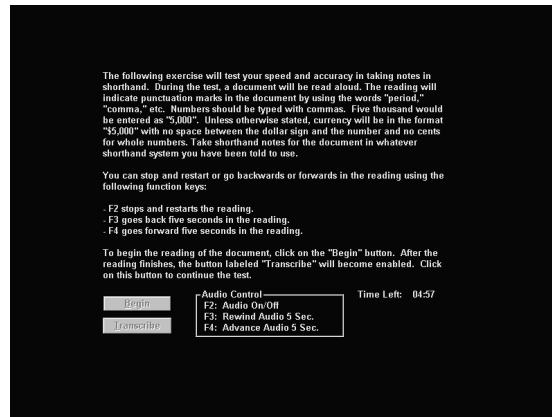 The following exercise will test your speed and accuracy in taking notes in
shorthand.  During the test, a document will be read aloud.  The reading will
indicate punctuation marks in the document by using the words "period,"
"comma," etc.  Numbers should be typed with commas.  Five thousand would
be entered as "5,000".  Unless otherwise stated, currency will be in the format
"$5,000" with no space between the dollar sign and the number and no cents
for whole numbers. Take shorthand notes for the document in whatever
shorthand system you have been told to use.
You can stop and restart or go backwards or forwards in the reading using the
following function keys:
- F2 stops and restarts the reading.
- F3 goes back five seconds in the reading.
- F4 goes forward five seconds in the reading.
To begin the reading of the document, click on the "Begin" button.  After the
reading finishes, the button labeled "Transcribe" will become enabled.  Click
on this button to continue the test.
Begin
Transcribe
Audio Control
F2:  Audio On/Off
F3:  Rewind Audio 5 Sec.
F4:  Advance Audio 5 Sec.
Time Left:   04:57